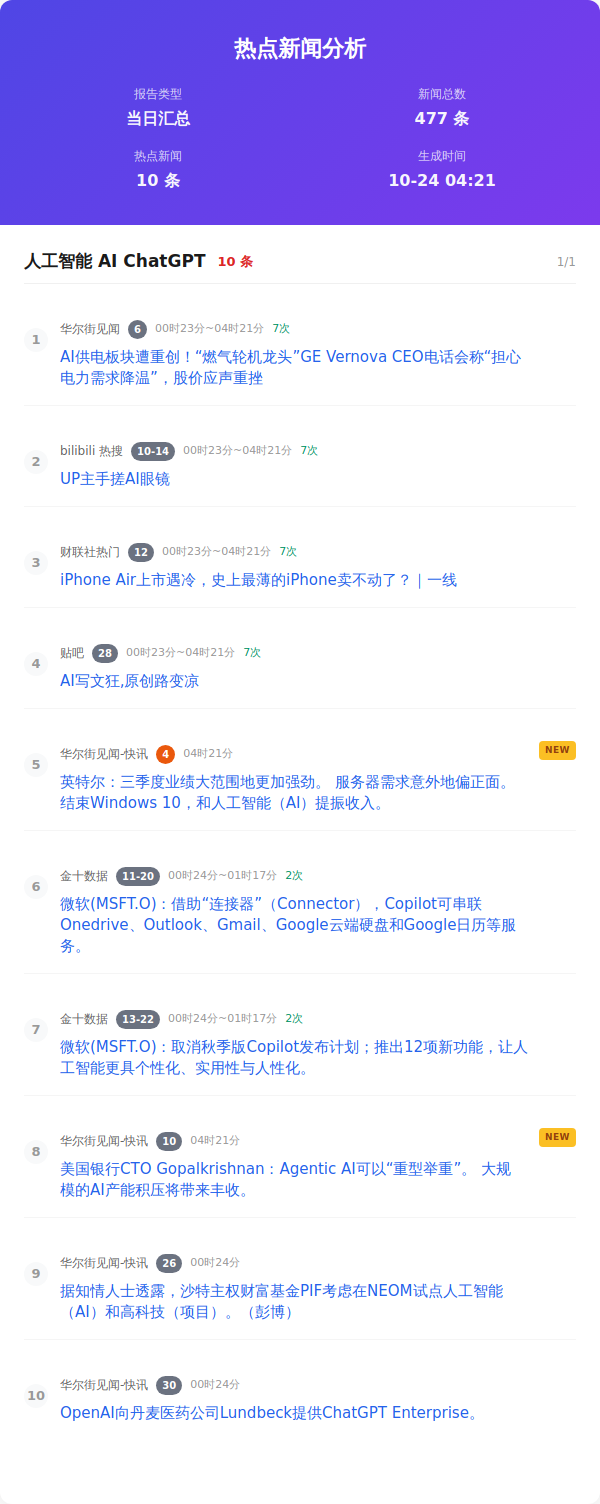 热点新闻分析
报告类型
新闻总数
当日汇总
477 条
热点新闻
生成时间
10 条
10-24 04:21
人工智能 AI ChatGPT 10 条 1/1
1
华尔街见闻 6 00时23分~04时21分 7次
AI供电板块遭重创！“燃气轮机龙头”GE Vernova CEO电话会称“担心
电力需求降温”，股价应声重挫
2
bilibili 热搜 10-14 00时23分~04时21分 7次
UP主手搓AI眼镜
3
财联社热门 12 00时23分~04时21分 7次
iPhone Air上市遇冷，史上最薄的iPhone卖不动了？｜一线
4
贴吧 28 00时23分~04时21分 7次
AI写文狂,原创路变凉
5
华尔街见闻-快讯 4 04时21分 NEW
英特尔：三季度业绩大范围地更加强劲。 服务器需求意外地偏正面。
结束Windows 10，和人工智能（AI）提振收入。
6
金十数据 11-20 00时24分~01时17分 2次
微软(MSFT.O)：借助“连接器”（Connector），Copilot可串联
Onedrive、Outlook、Gmail、Google云端硬盘和Google日历等服
务。
7
金十数据 13-22 00时24分~01时17分 2次
微软(MSFT.O)：取消秋季版Copilot发布计划；推出12项新功能，让人
工智能更具个性化、实用性与人性化。
8
华尔街见闻-快讯 10 04时21分 NEW
美国银行CTO Gopalkrishnan：Agentic AI可以“重型举重”。 大规
模的AI产能积压将带来丰收。
9
华尔街见闻-快讯 26 00时24分
据知情人士透露，沙特主权财富基金PIF考虑在NEOM试点人工智能
（AI）和高科技（项目）。（彭博）
10
华尔街见闻-快讯 30 00时24分
OpenAI向丹麦医药公司Lundbeck提供ChatGPT Enterprise。